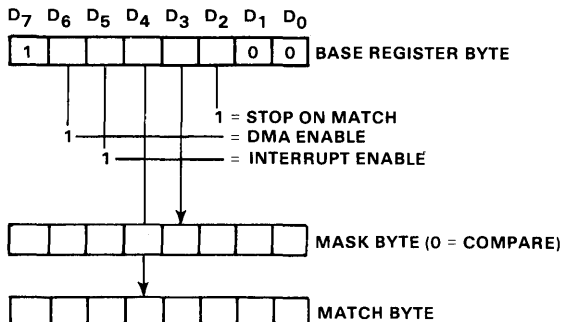 D7 D6 D5 D4 D3 D2 D1 D0
1 0 0 BASE REGISTER BYTE
1 = STOP ON MATCH
1 = DMA ENABLE
1 = INTERRUPT ENABLE
MASK BYTE (0 = COMPARE)
MATCH BYTE